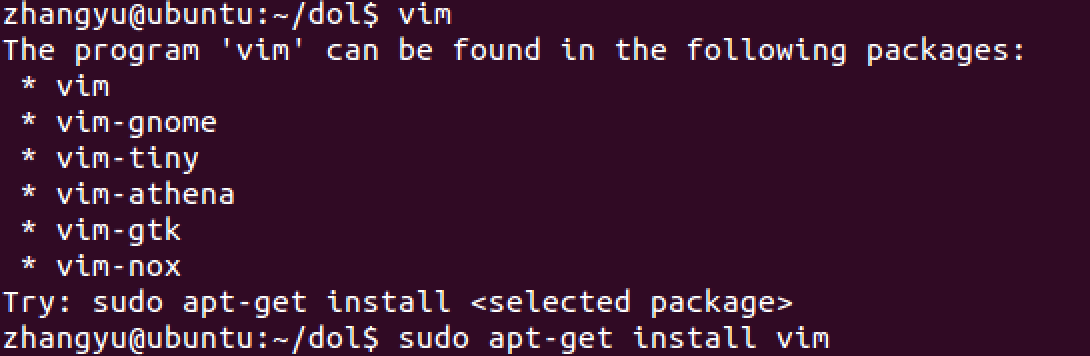 zhangyu@ubuntu:~/dol$ vim
The program 'vim' can be found in the following packages:
 * vim
 * vim-gnome
 * vim-tiny
 * vim-athena
 * vim-gtk
 * vim-nox
Try: sudo apt-get install <selected package>
zhangyu@ubuntu:~/dol$ sudo apt-get install vim